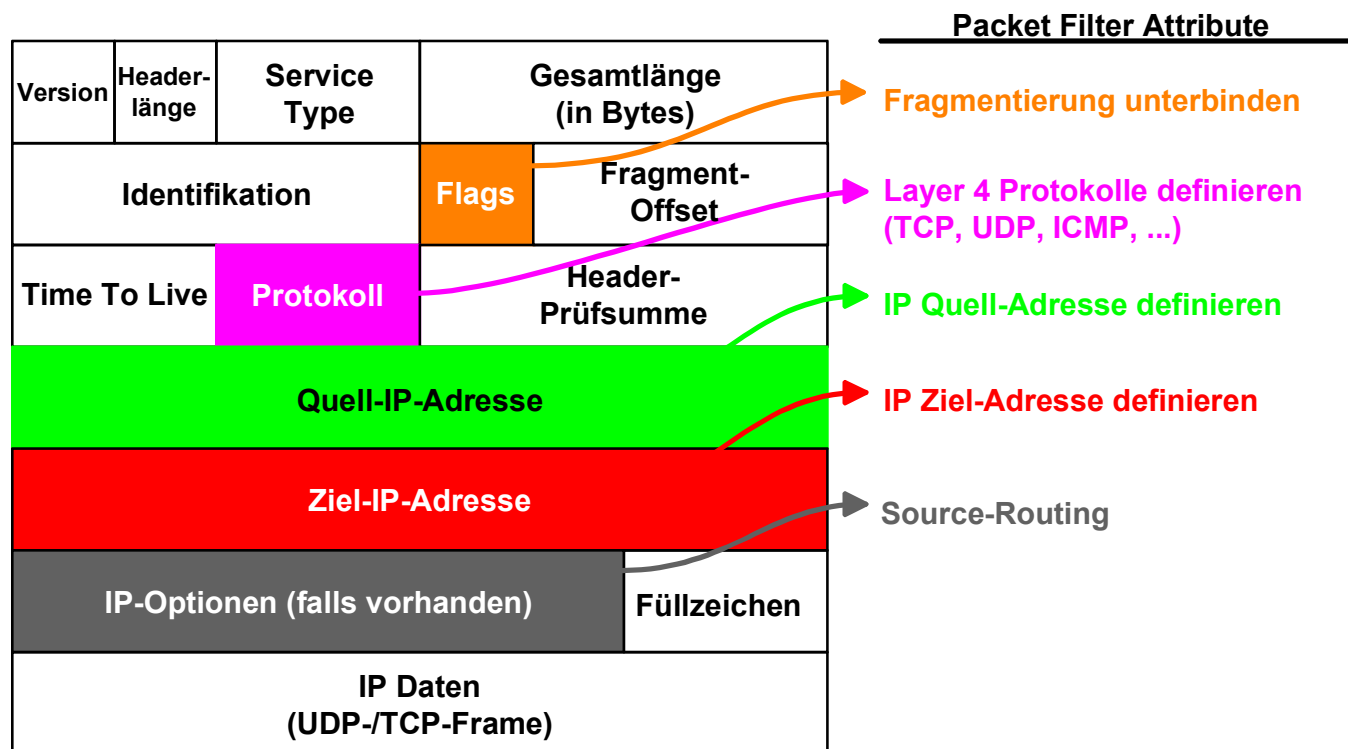 Packet Filter Attribute
Version
Header-
länge
Service
Type
Gesamtlänge
(in Bytes)
Fragmentierung unterbinden
Identifikation
Flags
Fragment-
Offset
Layer 4 Protokolle definieren
(TCP, UDP, ICMP, ...)
Time To Live
Protokoll
Header-
Prüfsumme
IP Quell-Adresse definieren
Quell-IP-Adresse
IP Ziel-Adresse definieren
Ziel-IP-Adresse
Source-Routing
IP-Optionen (falls vorhanden)
Füllzeichen
IP Daten
(UDP-/TCP-Frame)